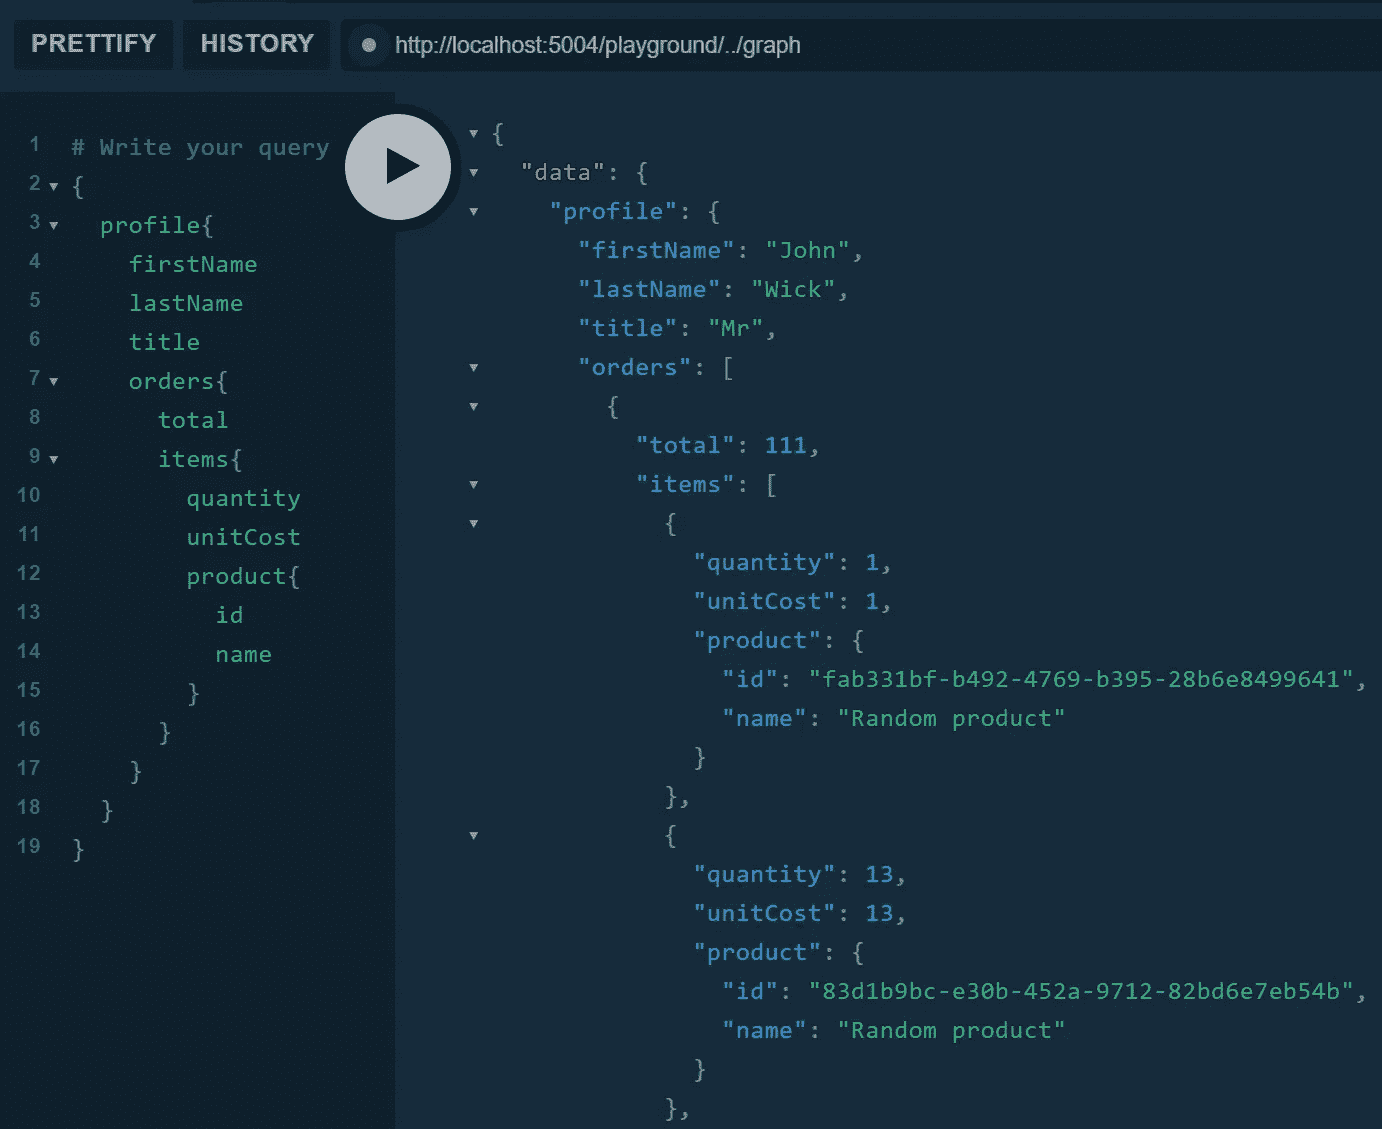 PRETTIFY HISTORY http://localhost:5004/playground/../graph
1 # Write your query
2 {
3 profile{
4 firstName
5 lastName
6 title
7 orders{
8 total
9 items{
10 quantity
11 unitCost
12 product{
13 id
14 name
15 }
16 }
17 }
18 }
19 }
{
"data": {
"profile": {
"firstName": "John",
"lastName": "Wick",
"title": "Mr",
"orders": [
{
"total": 111,
"items": [
{
"quantity": 1,
"unitCost": 1,
"product": {
"id": "fab331bf-b492-4769-b395-28b6e8499641",
"name": "Random product"
}
},
{
"quantity": 13,
"unitCost": 13,
"product": {
"id": "83d1b9bc-e30b-452a-9712-82bd6e7eb54b",
"name": "Random product"
}
},